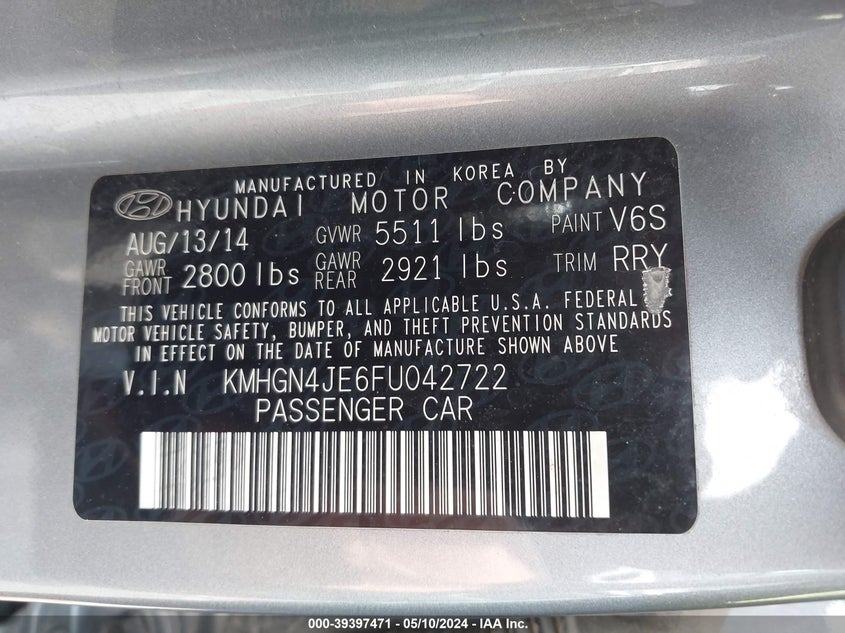 MANUFACTURED IN KOREA BY
HYUNDAI MOTOR COMPANY
AUG/13/14 GVWR 5511 lbs PAINT V6S
GAWR FRONT 2800 lbs GAWR REAR 2921 lbs TRIM RRY
THIS VEHICLE CONFORMS TO ALL APPLICABLE U.S.A. FEDERAL
MOTOR VEHICLE SAFETY, BUMPER, AND THEFT PREVENTION STANDARDS
IN EFFECT ON THE DATE OF MANUFACTURE SHOWN ABOVE
V.I.N KMHGN4JE6FU042722
PASSENGER CAR
000-39397471 - 05/10/2024 - IAA Inc.